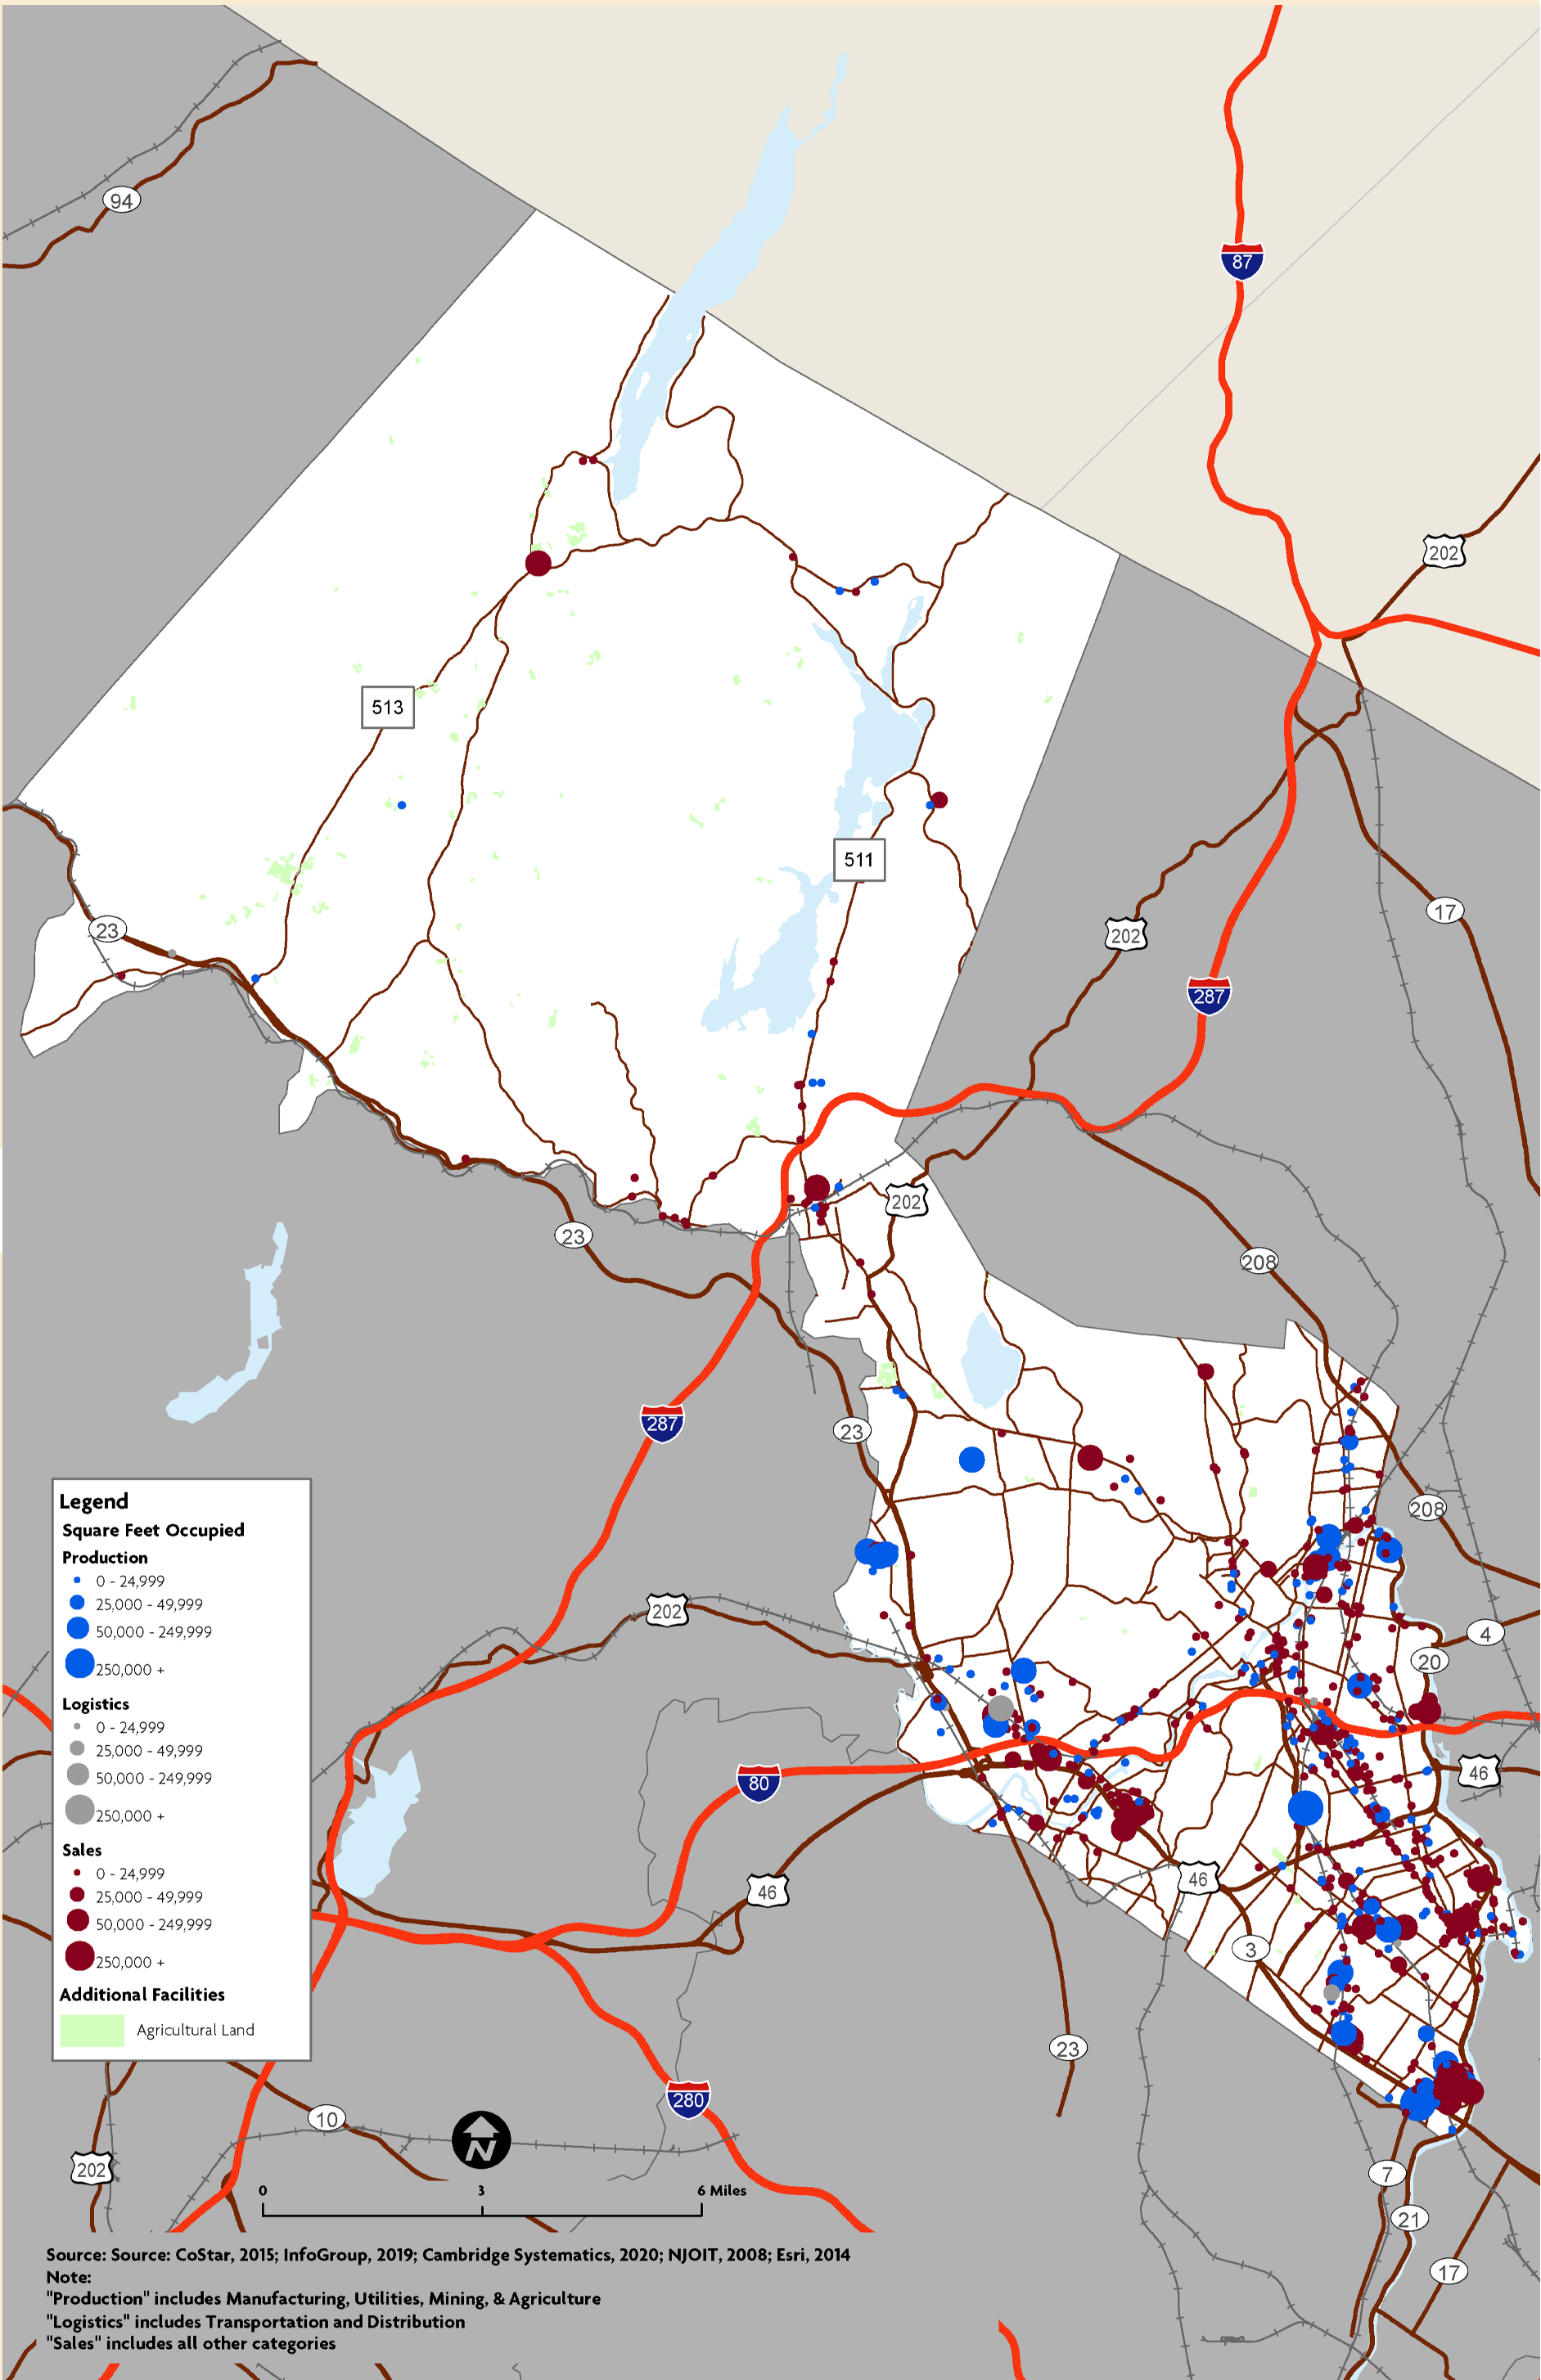 94
87
202
513
511
23
202
17
287
202
208
23
287
23
208
202
4
20
80
46
46
46
3
23
280
10
202
7
21
17
Legend
Square Feet Occupied
Production
0 - 24,999
25,000 - 49,999
50,000 - 249,999
250,000 +
Logistics
0 - 24,999
25,000 - 49,999
50,000 - 249,999
250,000 +
Sales
0 - 24,999
25,000 - 49,999
50,000 - 249,999
250,000 +
Additional Facilities
Agricultural Land
N
0 3 6 Miles
Source: Source: CoStar, 2015; InfoGroup, 2019; Cambridge Systematics, 2020; NJOIT, 2008; Esri, 2014
Note:
"Production" includes Manufacturing, Utilities, Mining, & Agriculture
"Logistics" includes Transportation and Distribution
"Sales" includes all other categories